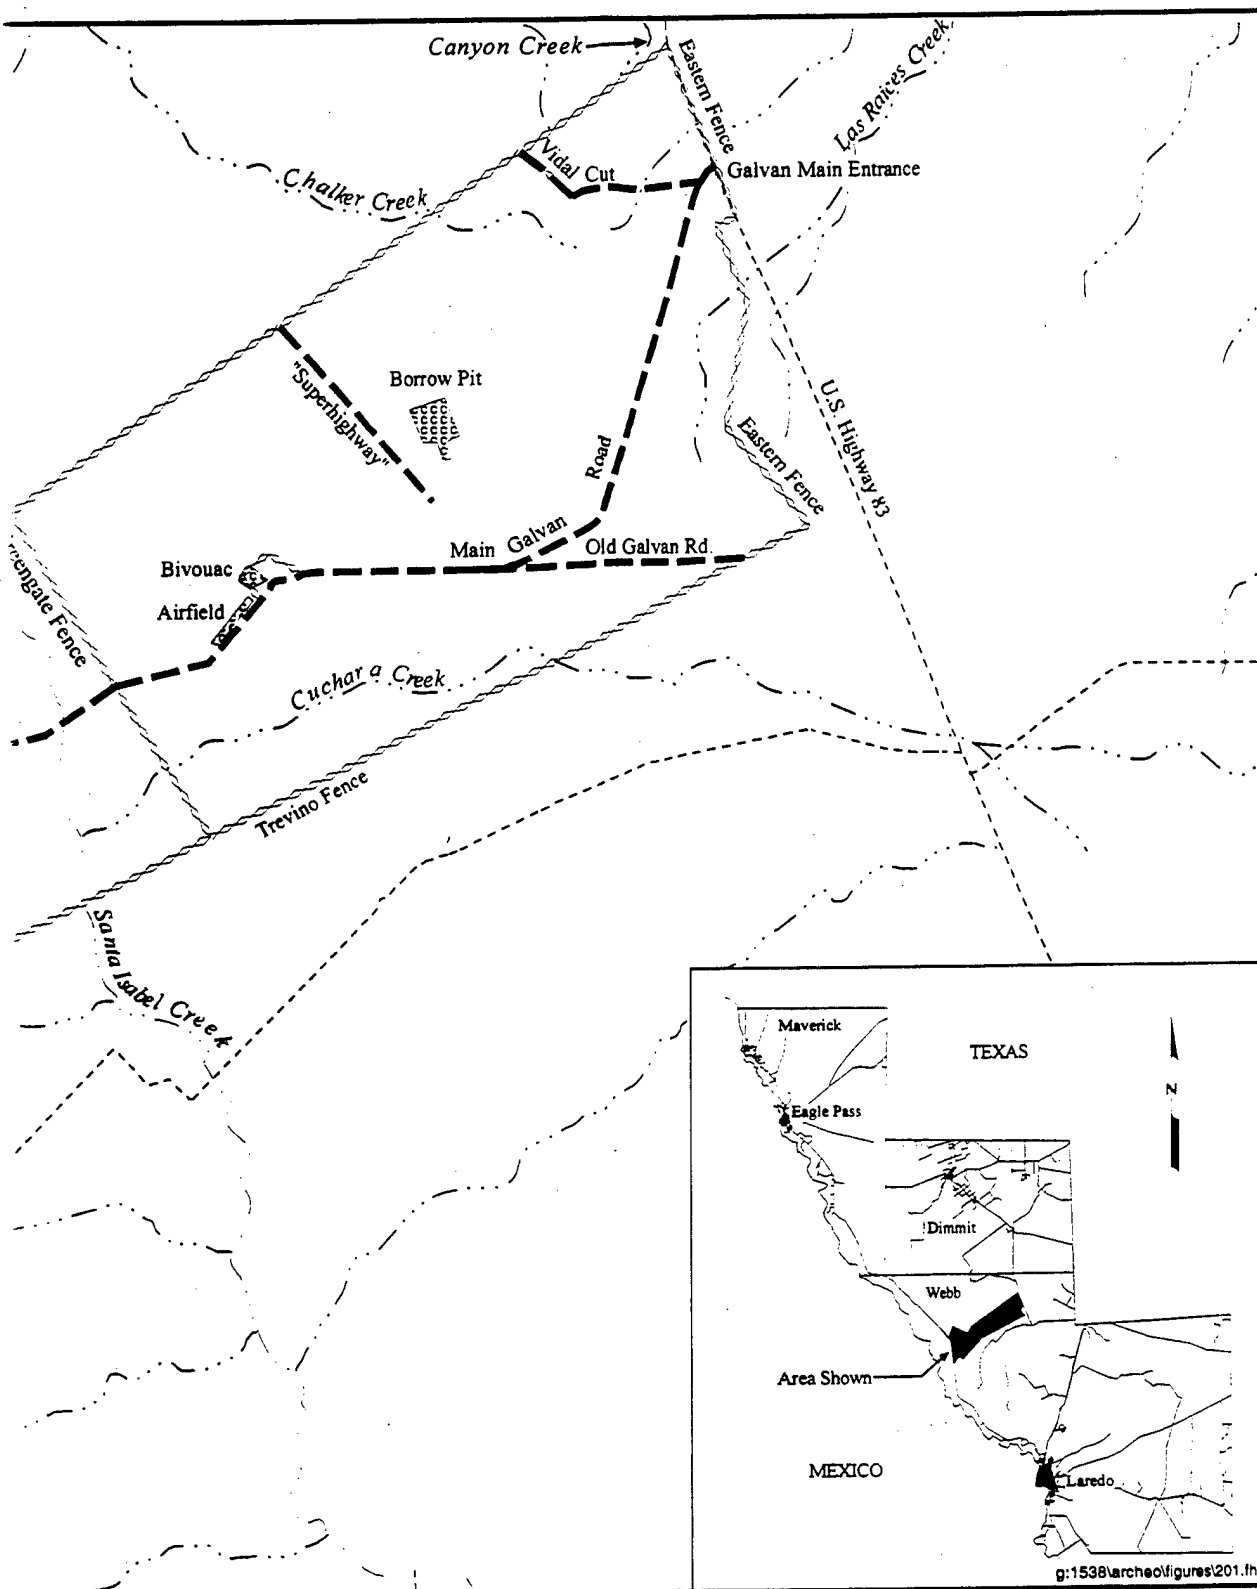 Canyon Creek
Eastern Fence
Las Raices Creek
Vidal Cut
Galvan Main Entrance
Chalker Creek
"Superhighway"
Borrow Pit
U.S. Highway 83
Road
Eastern Fence
Main Galvan
Old Galvan Rd.
Bivouac
Airfield
reengate Fence
Cuchara Creek
Trevino Fence
Santa Isabel Creek
Maverick
TEXAS
N
Eagle Pass
Dimmit
Webb
Area Shown
MEXICO
Laredo
g:1538\archeo\figures\201.fh